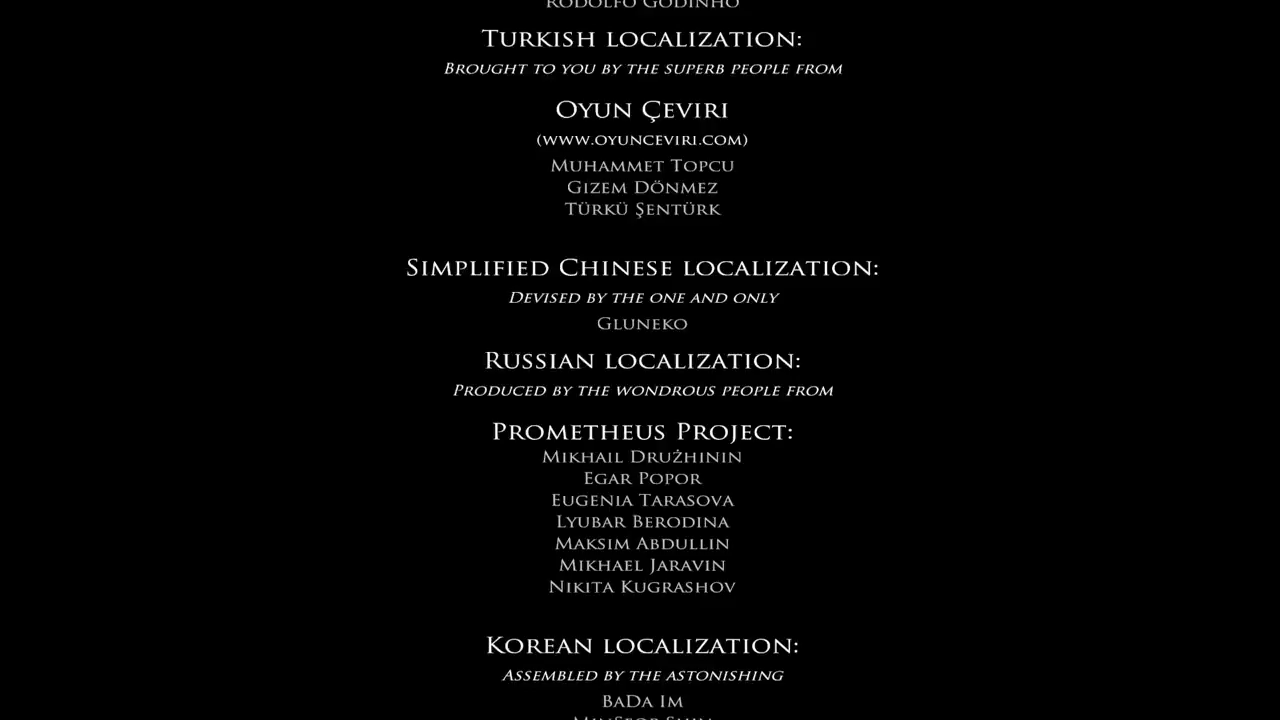 Rodolfo Godinho
Turkish localization:
Brought to you by the superb people from
Oyun Çeviri
(www.oyunceviri.com)
Muhammet Topcu
Gizem Dönmez
Türkü Şentürk
Simplified Chinese localization:
Devised by the one and only
Gluneko
Russian localization:
Produced by the wondrous people from
Prometheus Project:
Mikhail Drużhinin
Egar Popor
Eugenia Tarasova
Lyubar Berodina
Maksim Abdullin
Mikhael Jaravin
Nikita Kugrashov
Korean localization:
Assembled by the astonishing
BaDa Im